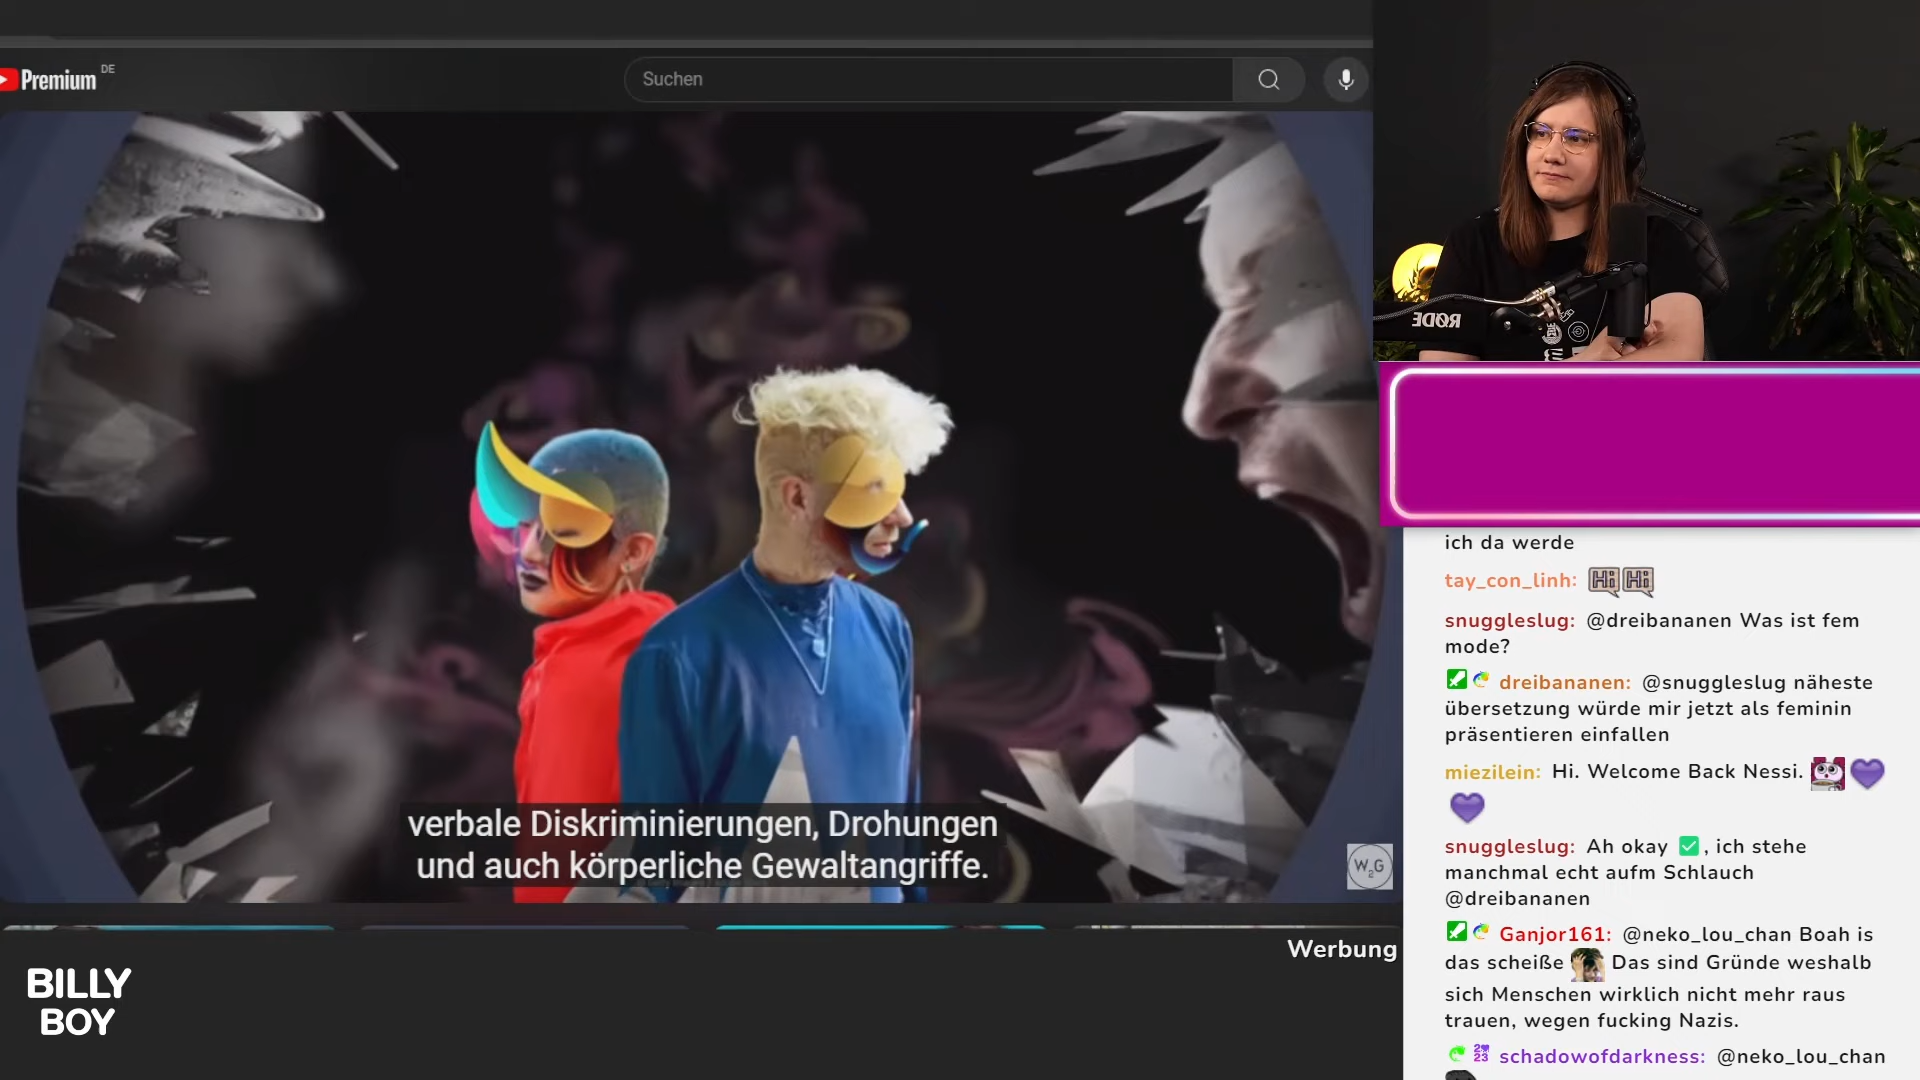 Premium DE
Suchen
RØDE
verbale Diskriminierungen, Drohungen
und auch körperliche Gewaltangriffe.
W2G
Werbung
BILLY
BOY
ich da werde
tay_con_linh: Hi Hi
snuggleslug: @dreibananen Was ist fem
mode?
dreibananen: @snuggleslug näheste
übersetzung würde mir jetzt als feminin
präsentieren einfallen
miezilein: Hi. Welcome Back Nessi. 💜
💜
snuggleslug: Ah okay ✅, ich stehe
manchmal echt aufm Schlauch
@dreibananen
Ganjor161: @neko_lou_chan Boah is
das scheiße Das sind Gründe weshalb
sich Menschen wirklich nicht mehr raus
trauen, wegen fucking Nazis.
schadowofdarkness: @neko_lou_chan